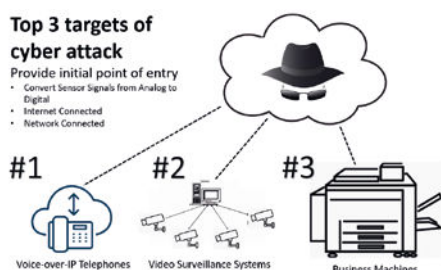 Top 3 targets of
cyber attack
Provide initial point of entry
• Convert Sensor Signals from Analog to
Digital
• Internet Connected
• Network Connected
#1
#2
#3
Voice-over-IP Telephones
Video Surveillance Systems
Business Machines